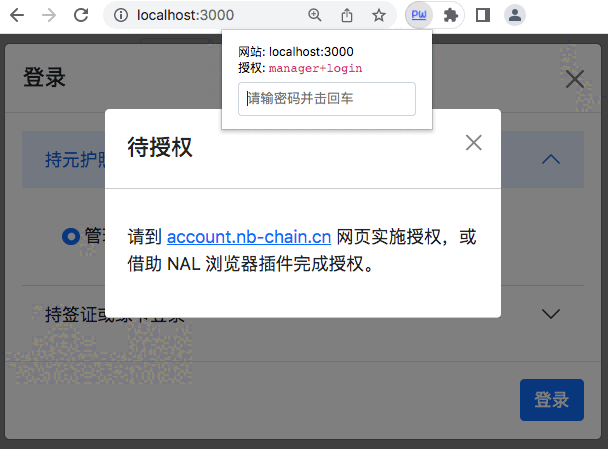 localhost:3000
PW
网站: localhost:3000
授权: manager+login
请输密码并击回车
登录
待授权
持元护照
请到 account.nb-chain.cn 网页实施授权，或
借助 NAL 浏览器插件完成授权。
持签证或绿卡登录
登录